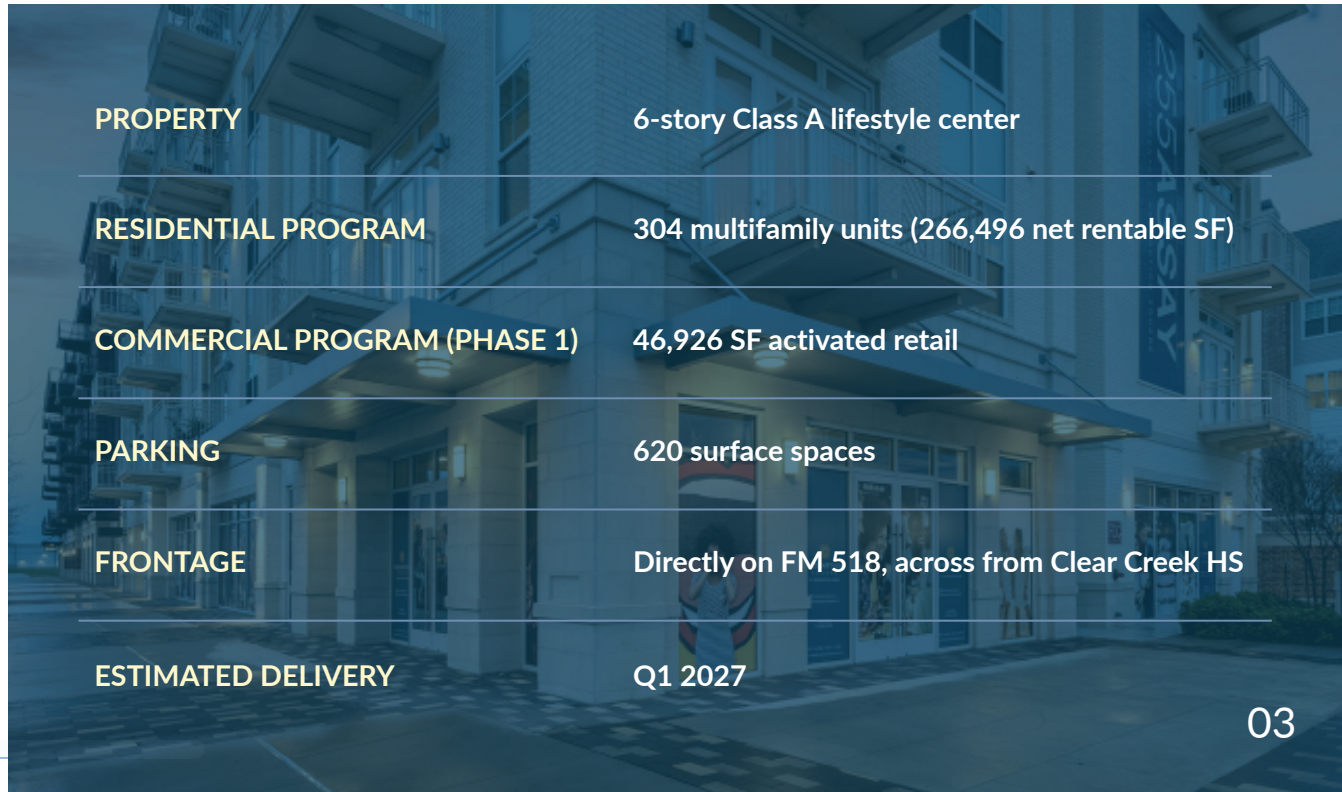 PROPERTY 6-story Class A lifestyle center
RESIDENTIAL PROGRAM 304 multifamily units (266,496 net rentable SF)
COMMERCIAL PROGRAM (PHASE 1) 46,926 SF activated retail
PARKING 620 surface spaces
FRONTAGE Directly on FM 518, across from Clear Creek HS
ESTIMATED DELIVERY Q1 2027
03
255ASSAY